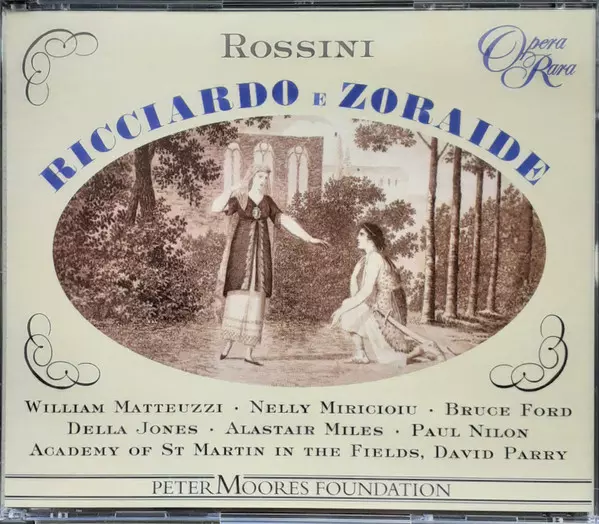 ROSSINI
Opera
Rara
RICCIARDO E ZORAIDE
WILLIAM MATTEUZZI · NELLY MIRICIOIU · BRUCE FORD
DELLA JONES · ALASTAIR MILES · PAUL NILON
ACADEMY OF ST MARTIN IN THE FIELDS, DAVID PARRY
PETER MOORES FOUNDATION